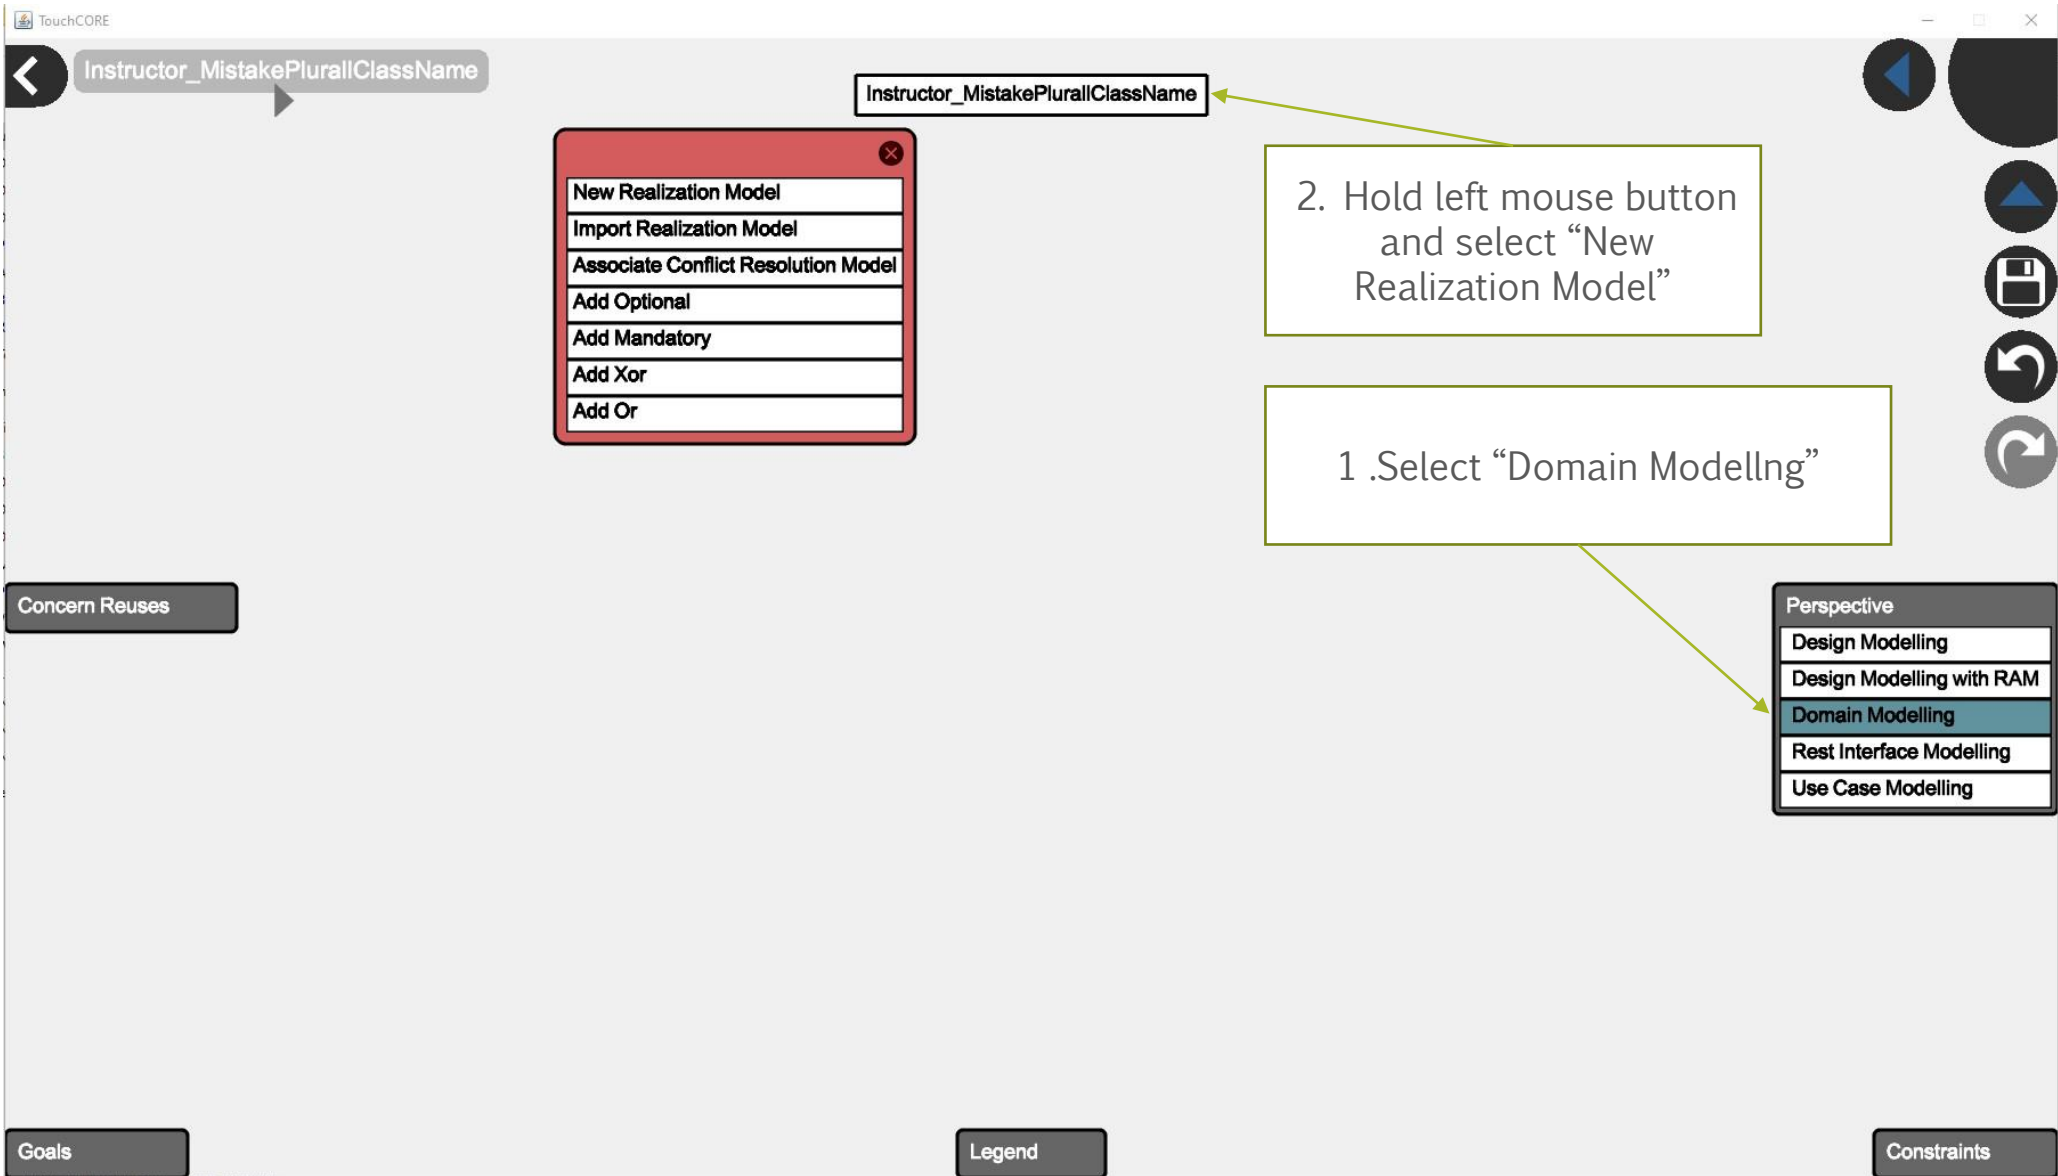 TouchCORE
Instructor_MistakePlurallClassName
Instructor_MistakePlurallClassName
New Realization Model
Import Realization Model
Associate Conflict Resolution Model
Add Optional
Add Mandatory
Add Xor
Add Or
2. Hold left mouse button
and select “New
Realization Model”
1 .Select “Domain Modellng”
Concern Reuses
Perspective
Design Modelling
Design Modelling with RAM
Domain Modelling
Rest Interface Modelling
Use Case Modelling
Goals
Legend
Constraints